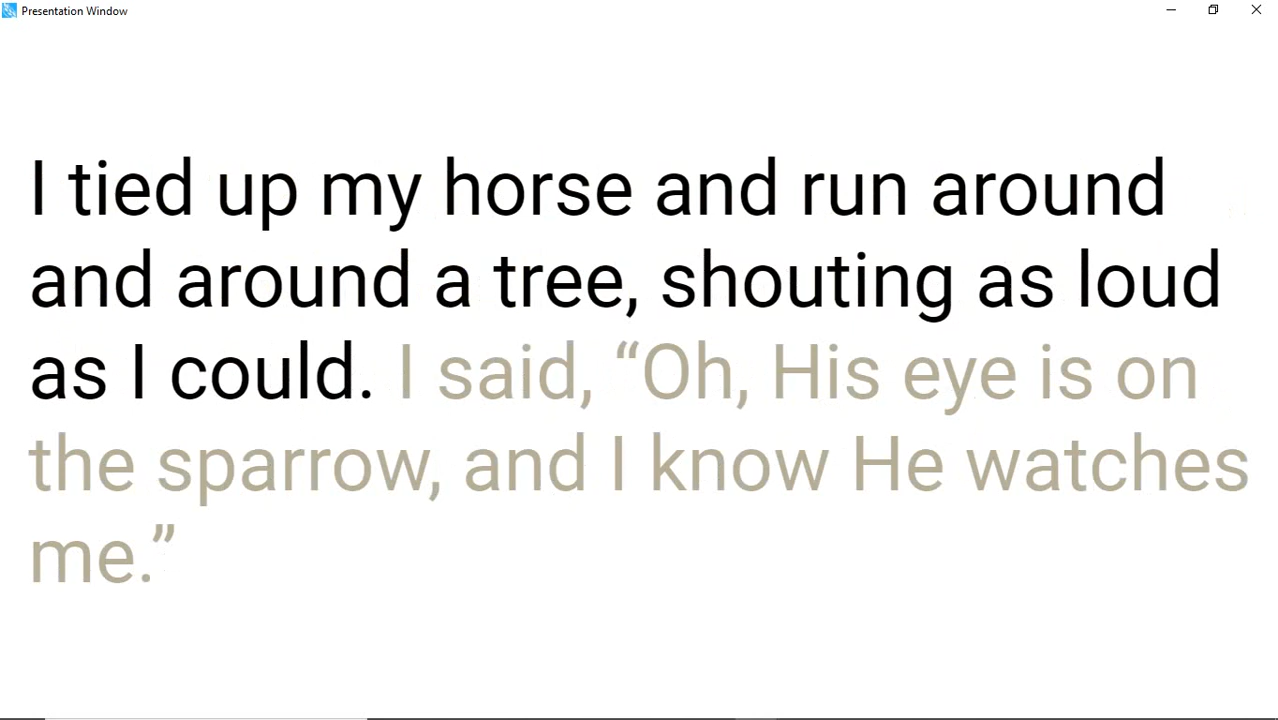 Presentation Window
I tied up my horse and run around
and around a tree, shouting as loud
as I could. I said, “Oh, His eye is on
the sparrow, and I know He watches
me.”